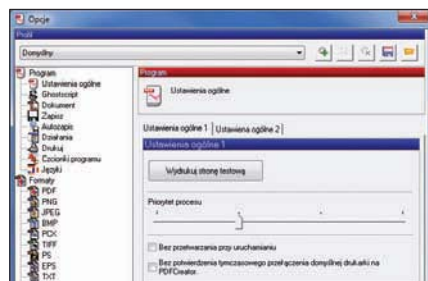 Opcje
Profil
Domyślny
Program
Ustawienia ogólne
Ghostscript
Dokument
Zapisz
Autozapis
Działania
Drukuj
Czcionki programu
Języki
Formaty
PDF
PNG
JPEG
BMP
PCX
TIFF
PS
EPS
TXT
Program
Ustawienia ogólne
Ustawienia ogólne 1
Ustawienia ogólne 2
Ustawienia ogólne 1
Wydrukuj stronę testową
Priorytet procesu
Bez przetwarzania przy uruchamianiu
Bez potwierdzenia tymczasowego przełączenia domyślnej drukarki na
PDFCreator.